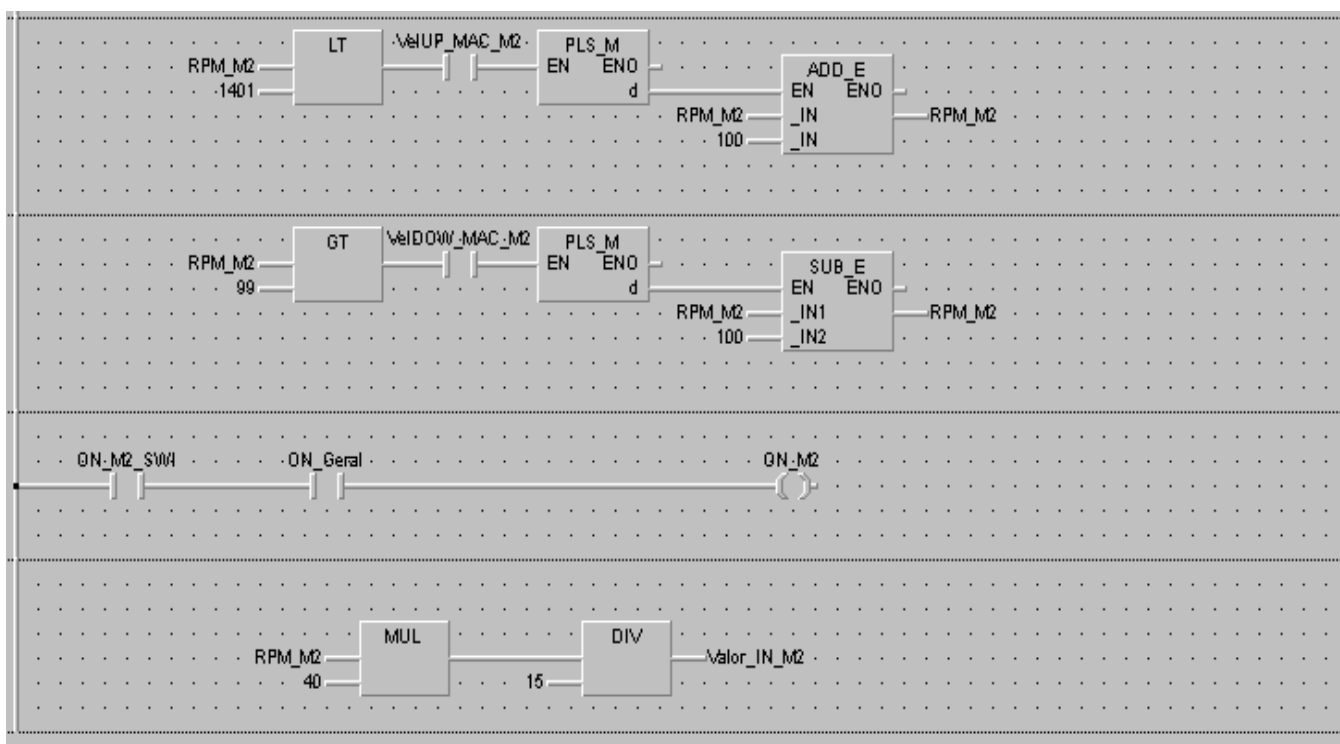 LT VelUP_MAC_M2 PLS_M
RPM_M2 EN ENO ADD_E
1401 d EN ENO
RPM_M2 _IN RPM_M2
100 _IN
GT VelDOW_MAC_M2 PLS_M
RPM_M2 EN ENO SUB_E
99 d EN ENO
RPM_M2 _IN1 RPM_M2
100 _IN2
ON_M2_SW1 ON_Geral ON_M2
MUL DIV
RPM_M2 Valor_IN_M2
40 15